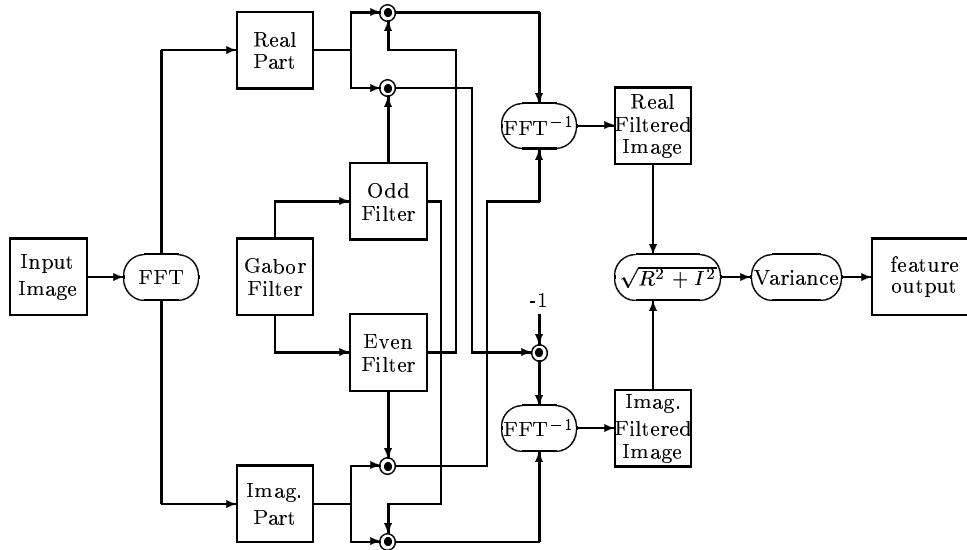 Real
Part
Real
Filtered
Image
FFT⁻¹
Odd
Filter
Input
Image
FFT
Gabor
Filter
√R² + I²
Variance
feature
output
-1
Even
Filter
Imag.
Filtered
Image
FFT⁻¹
Imag.
Part